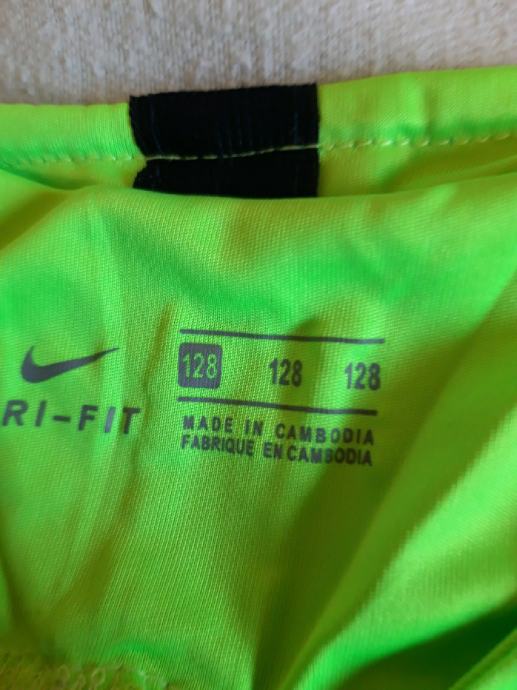 128 128 128
RI-FIT
MADE IN CAMBODIA
FABRIQUE EN CAMBODIA